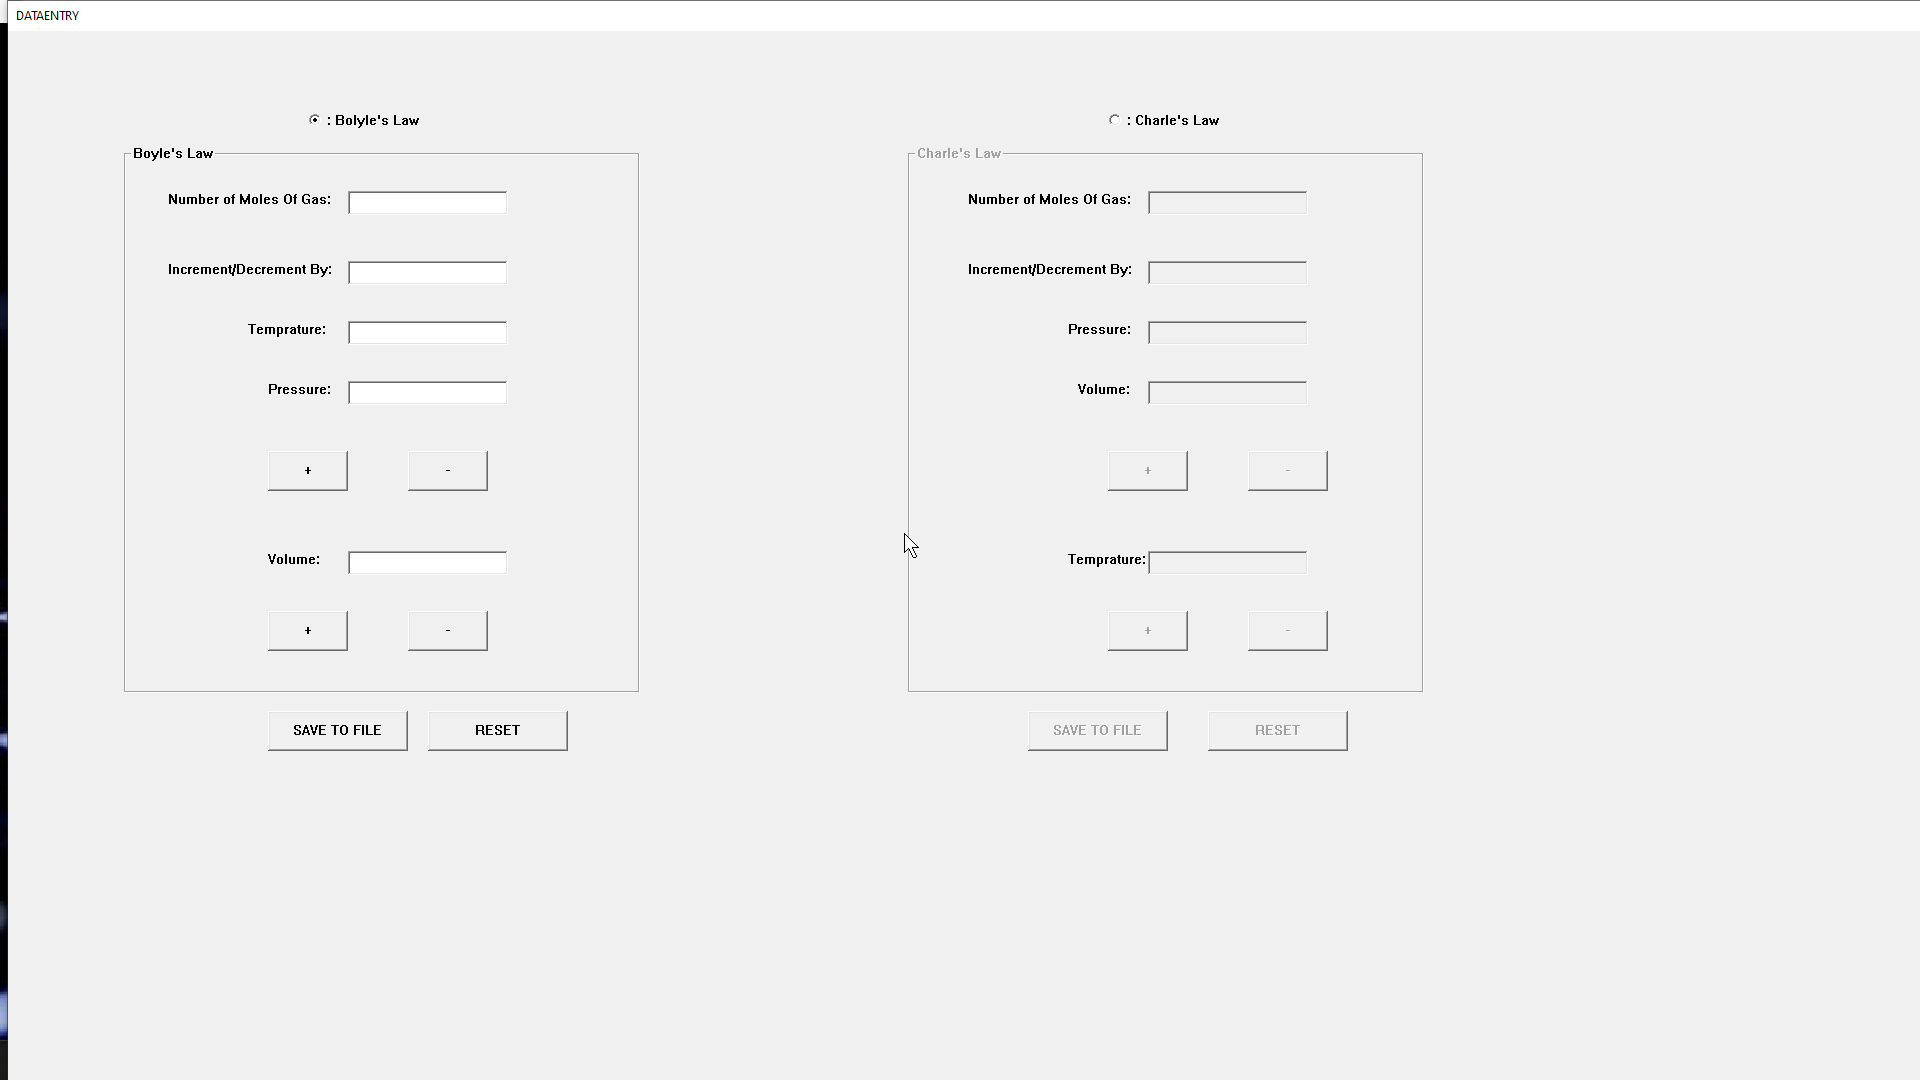 DATAENTRY
: Bolyle's Law
Boyle's Law
Number of Moles Of Gas:
Increment/Decrement By:
Temprature:
Pressure:
+ -
Volume:
+ -
SAVE TO FILE RESET
: Charle's Law
Charle's Law
Number of Moles Of Gas:
Increment/Decrement By:
Pressure:
Volume:
+ -
Temprature:
+ -
SAVE TO FILE RESET